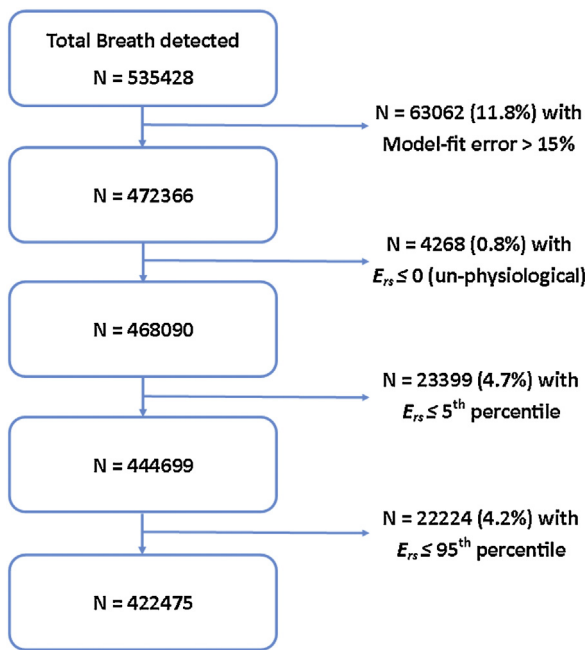 Total Breath detected
N = 535428
N = 63062 (11.8%) with
Model-fit error > 15%
N = 472366
N = 4268 (0.8%) with
Ers ≤ 0 (un-physiological)
N = 468090
N = 23399 (4.7%) with
Ers ≤ 5th percentile
N = 444699
N = 22224 (4.2%) with
Ers ≤ 95th percentile
N = 422475